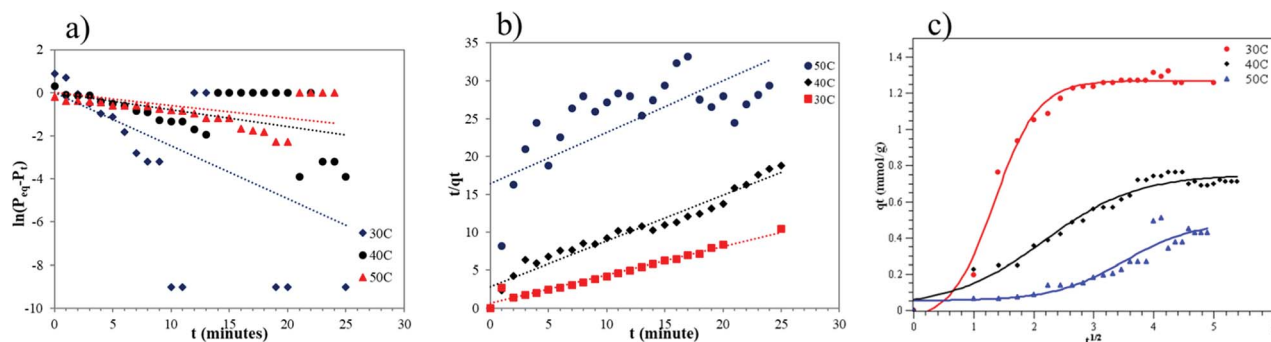 a)
2
0
-2
-4
-6
-8
-10
0 5 10 15 20 25 30
ln(Peq-Pt)
t (minutes)
30C
40C
50C
b)
35
30
25
20
15
10
5
0
0 5 10 15 20 25 30
t/qt
t (minute)
50C
40C
30C
c)
1.4
1.2
1
0.8
0.6
0.4
0.2
0
0 1 2 3 4 5
qt (mmol/g)
t1/2
30C
40C
50C